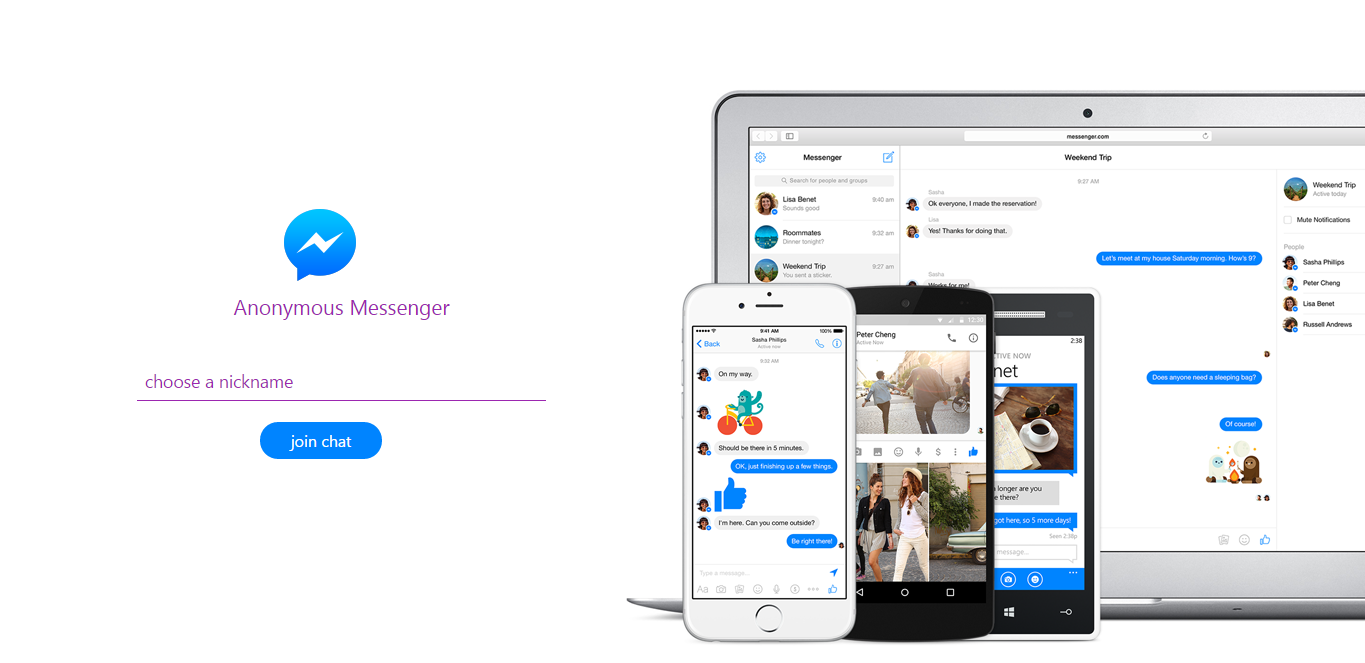 Anonymous Messenger
choose a nickname
join chat
messenger.com
Messenger
Weekend Trip
Search for people and groups
Lisa Benet
9:40 am
Sounds good
Roommates
9:32 am
Dinner tonight?
Weekend Trip
9:27 am
You sent a sticker.
9:27 AM
Sasha
Ok everyone, I made the reservation!
Lisa
Yes! Thanks for doing that.
Let's meet at my house Saturday morning. How's 9?
Sasha
Works for me!
Does anyone need a sleeping bag?
Of course!
Weekend Trip
Active today
Mute Notifications
People
Sasha Phillips
Peter Cheng
Lisa Benet
Russell Andrews
9:41 AM
100%
Back
Sasha Phillips
Active now
9:32 AM
On my way.
Should be there in 5 minutes.
OK, just finishing up a few things.
I'm here. Can you come outside?
Be right there!
Type a message...
Aa
12:30
Peter Cheng
Active Now
$
2:38
TIVE NOW
net
longer are you
e there?
got here, so 5 more days!
Seen 2:38p
message...